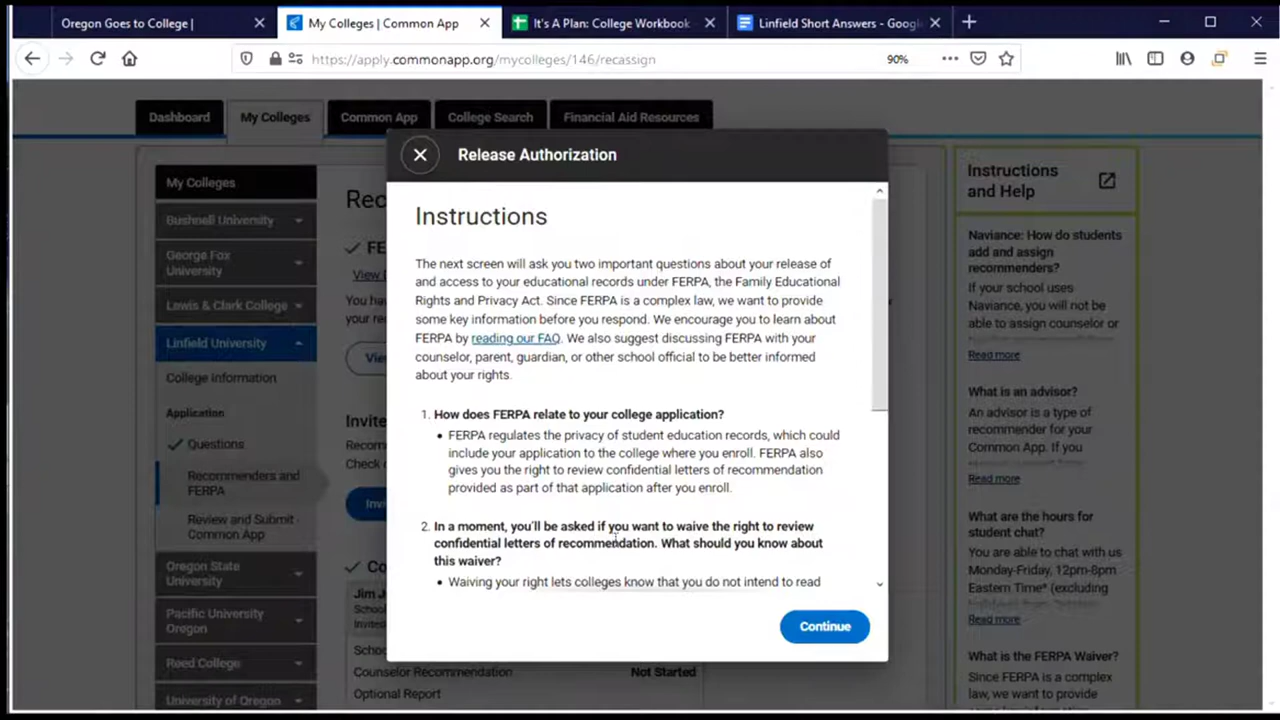 Oregon Goes to College |
My Colleges | Common App
It's A Plan: College Workbook
Linfield Short Answers - Googl
https://apply.commonapp.org/mycolleges/146/recassign
90%
Dashboard
My Colleges
Common App
College Search
Financial Aid Resources
My Colleges
Bushnell University
George Fox
University
Lewis & Clark College
Linfield University
College Information
Application
Questions
Recommenders and
FERPA
Review and Submit -
Common App
Oregon State
University
Pacific University
Oregon
Reed College
University of Oregon
Rec
FE
View
You hav
your re
Vie
Invite
Recom
Check
Invi
Co
Jim J
School
Invited
Schoo
Counselor Recommendation
Not Started
Optional Report
Release Authorization
Instructions
The next screen will ask you two important questions about your release of
and access to your educational records under FERPA, the Family Educational
Rights and Privacy Act. Since FERPA is a complex law, we want to provide
some key information before you respond. We encourage you to learn about
FERPA by reading our FAQ. We also suggest discussing FERPA with your
counselor, parent, guardian, or other school official to be better informed
about your rights.
1. How does FERPA relate to your college application?
• FERPA regulates the privacy of student education records, which could
include your application to the college where you enroll. FERPA also
gives you the right to review confidential letters of recommendation
provided as part of that application after you enroll.
2. In a moment, you'll be asked if you want to waive the right to review
confidential letters of recommendation. What should you know about
this waiver?
• Waiving your right lets colleges know that you do not intend to read
Continue
Instructions
and Help
Naviance: How do students
add and assign
recommenders?
If your school uses
Naviance, you will not be
able to assign counselor or
Read more
What is an advisor?
An advisor is a type of
recommender for your
Common App. If you
Read more
What are the hours for
student chat?
You are able to chat with us
Monday-Friday, 12pm-8pm
Eastern Time* (excluding
Read more
What is the FERPA Waiver?
Since FERPA is a complex
law, we want to provide